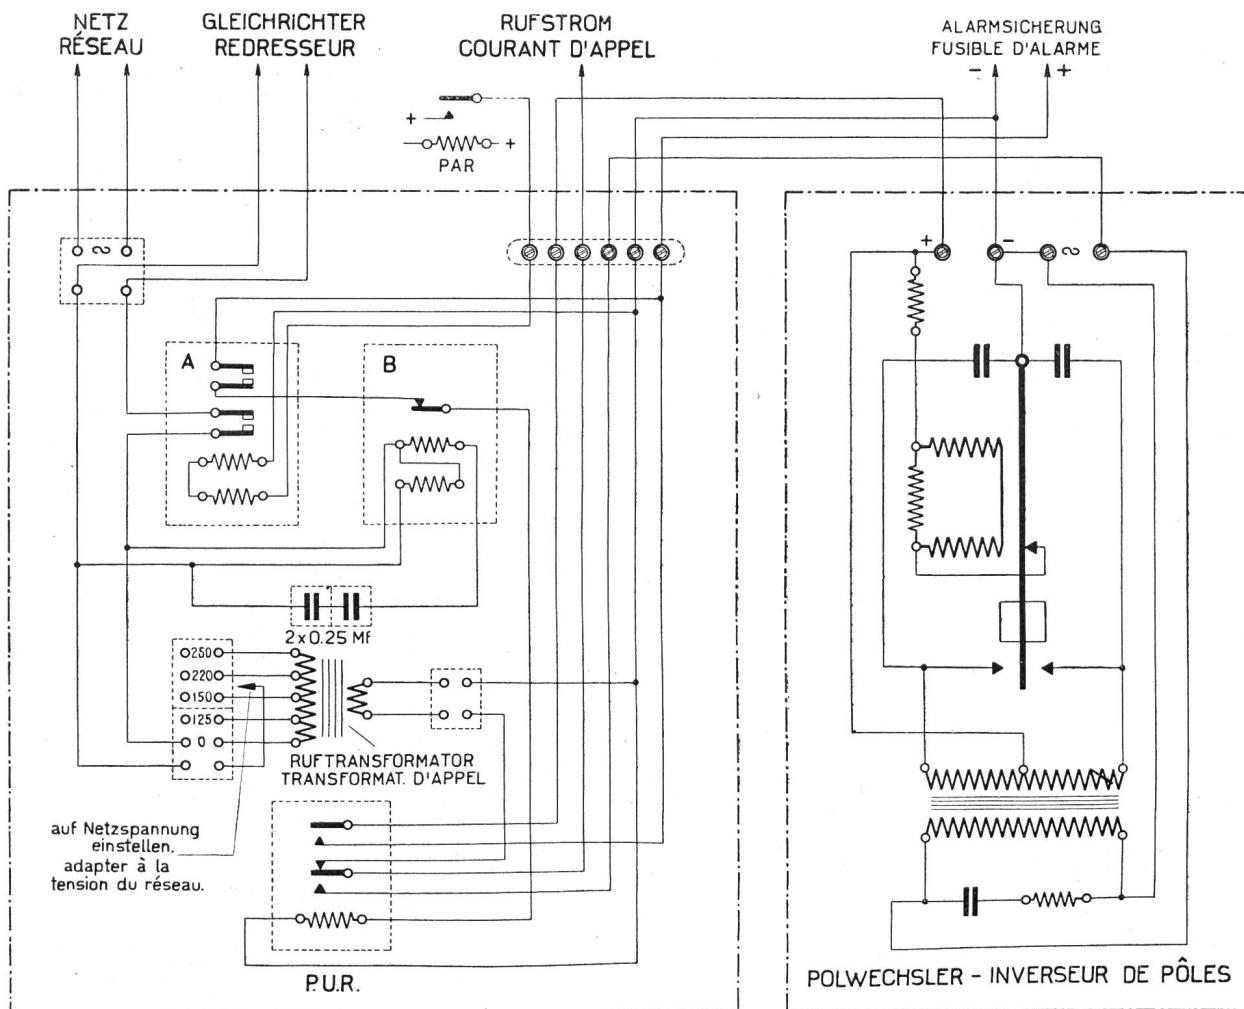 NETZ
RÉSEAU
GLEICHRICHTER
REDRESSEUR
RUFSTROM
COURANT D'APPEL
ALARMSICHERUNG
FUSIBLE D'ALARME
- +
+
+
PAR
+ -
A
B
2x0.25 Mf
250
220
150
125
0
RUFTRANSFORMATOR
TRANSFORMAT. D'APPEL
auf Netzspannung
einstellen.
adapter à la
tension du réseau.
P.U.R.
POLWECHSLER - INVERSEUR DE PÔLES